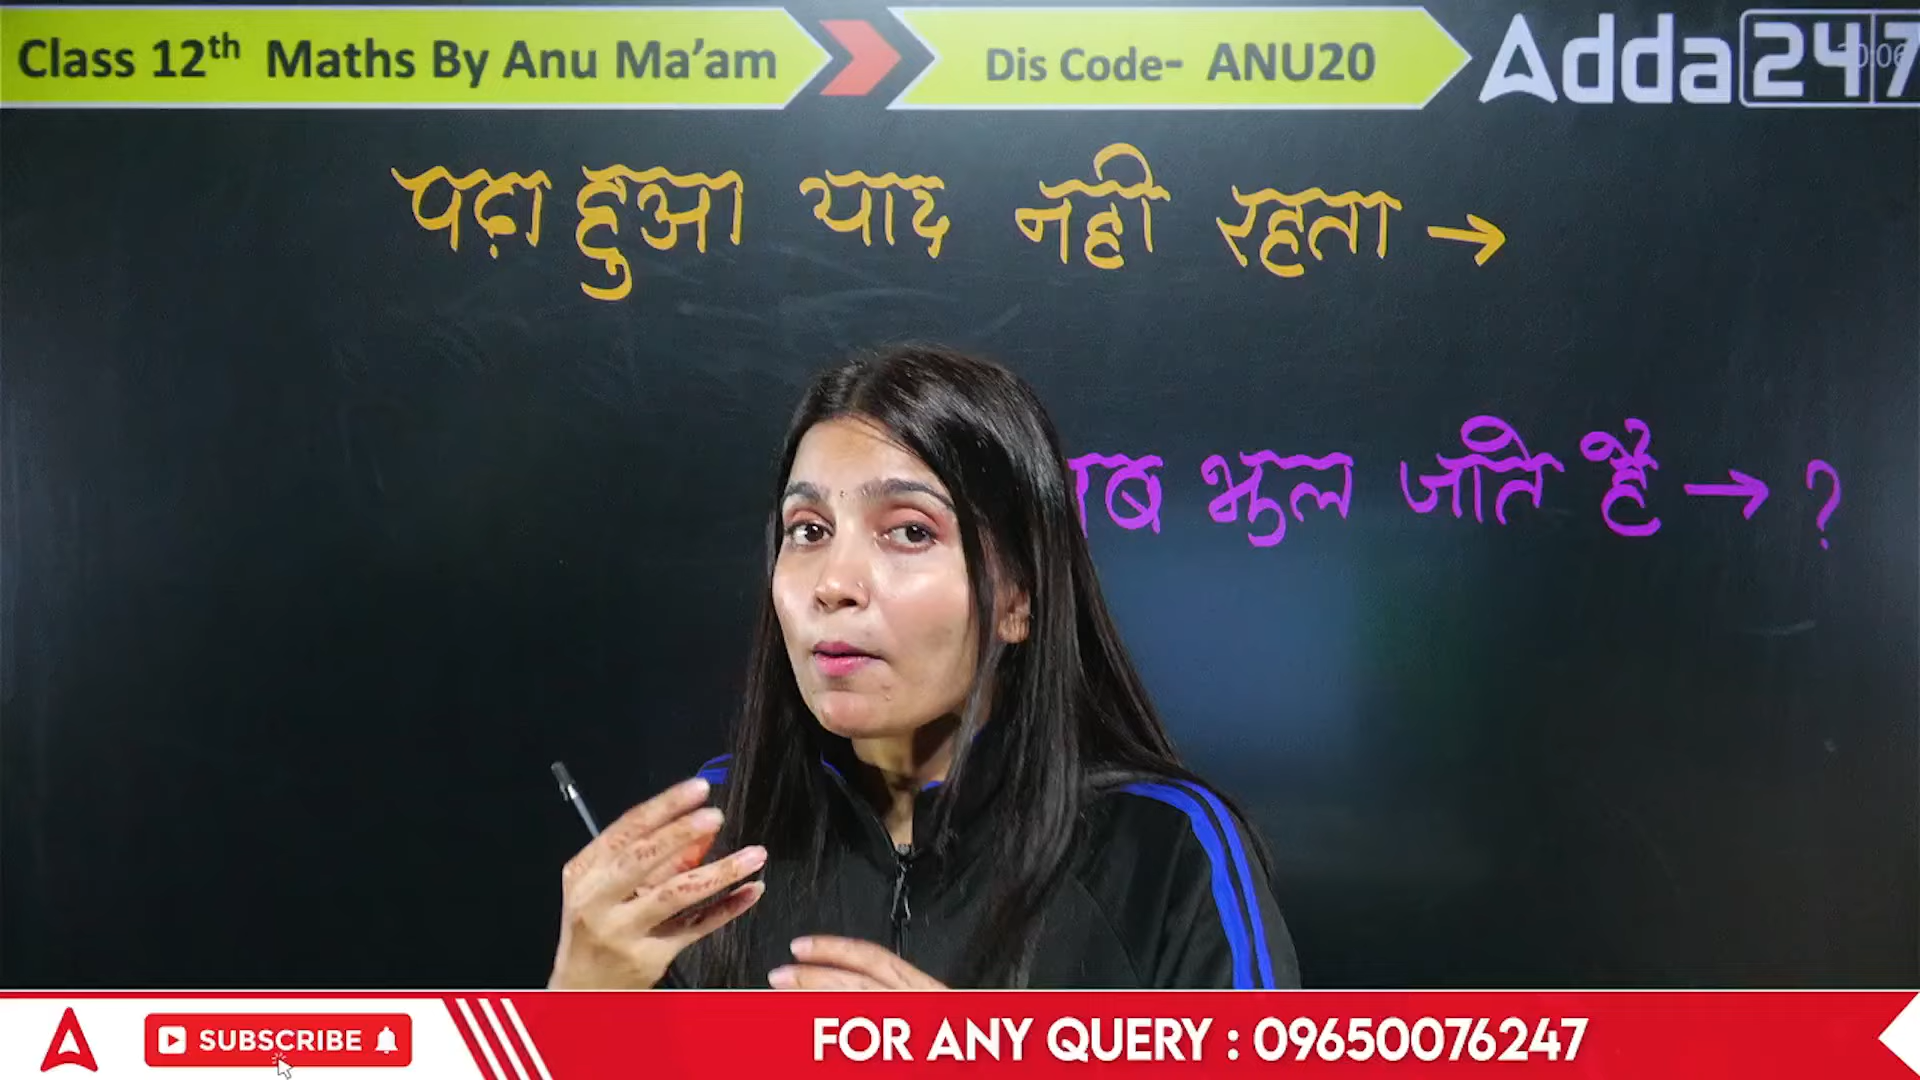 Class 12th Maths By Anu Ma’am
Dis Code- ANU20
Adda247
पढ़ा हुआ याद नही रहता →
भुल जाते है → ?
SUBSCRIBE
FOR ANY QUERY : 09650076247